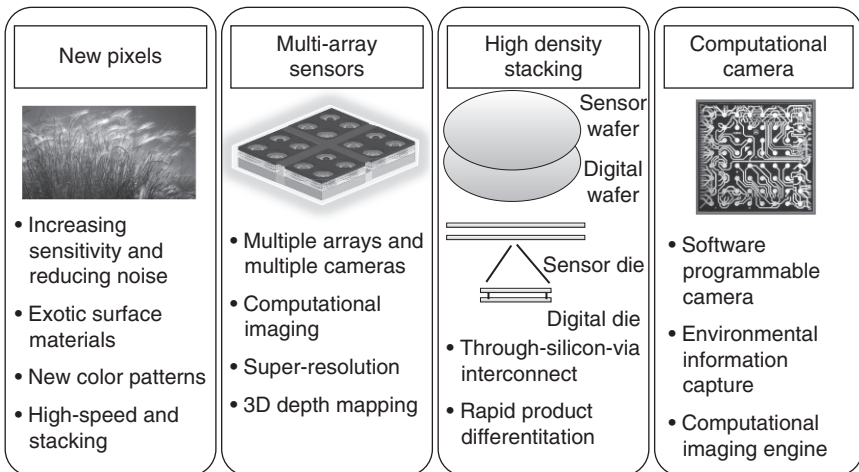 New pixels
• Increasing
sensitivity and
reducing noise
• Exotic surface
materials
• New color patterns
• High-speed and
stacking
Multi-array
sensors
• Multiple arrays and
multiple cameras
• Computational
imaging
• Super-resolution
• 3D depth mapping
High density
stacking
Sensor
wafer
Digital
wafer
Sensor die
Digital die
• Through-silicon-via
interconnect
• Rapid product
differentitation
Computational
camera
• Software
programmable
camera
• Environmental
information
capture
• Computational
imaging engine